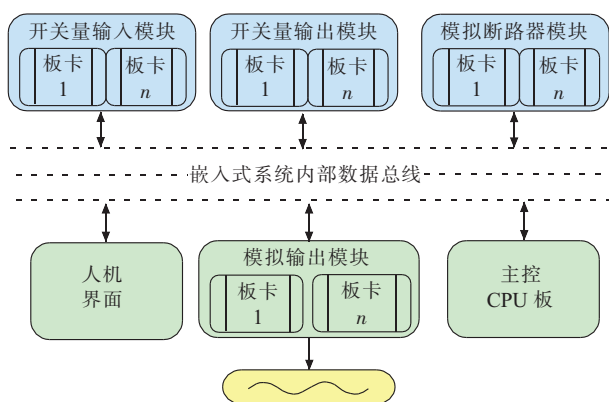 开关量输入模块
板卡 板卡
1 n
开关量输出模块
板卡 板卡
1 n
模拟断路器模块
板卡 板卡
1 n
嵌入式系统内部数据总线
人机
界面
模拟输出模块
板卡 板卡
1 n
主控
CPU 板